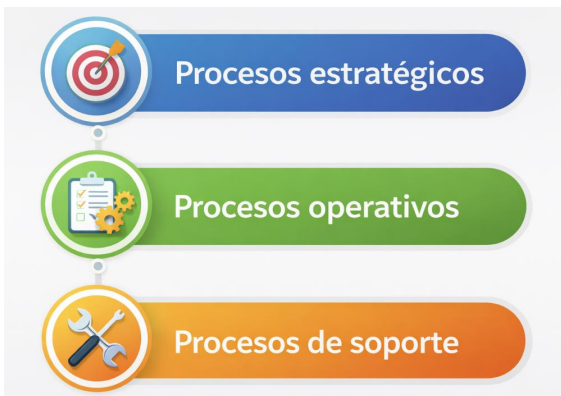 Procesos estratégicos
Procesos operativos
Procesos de soporte